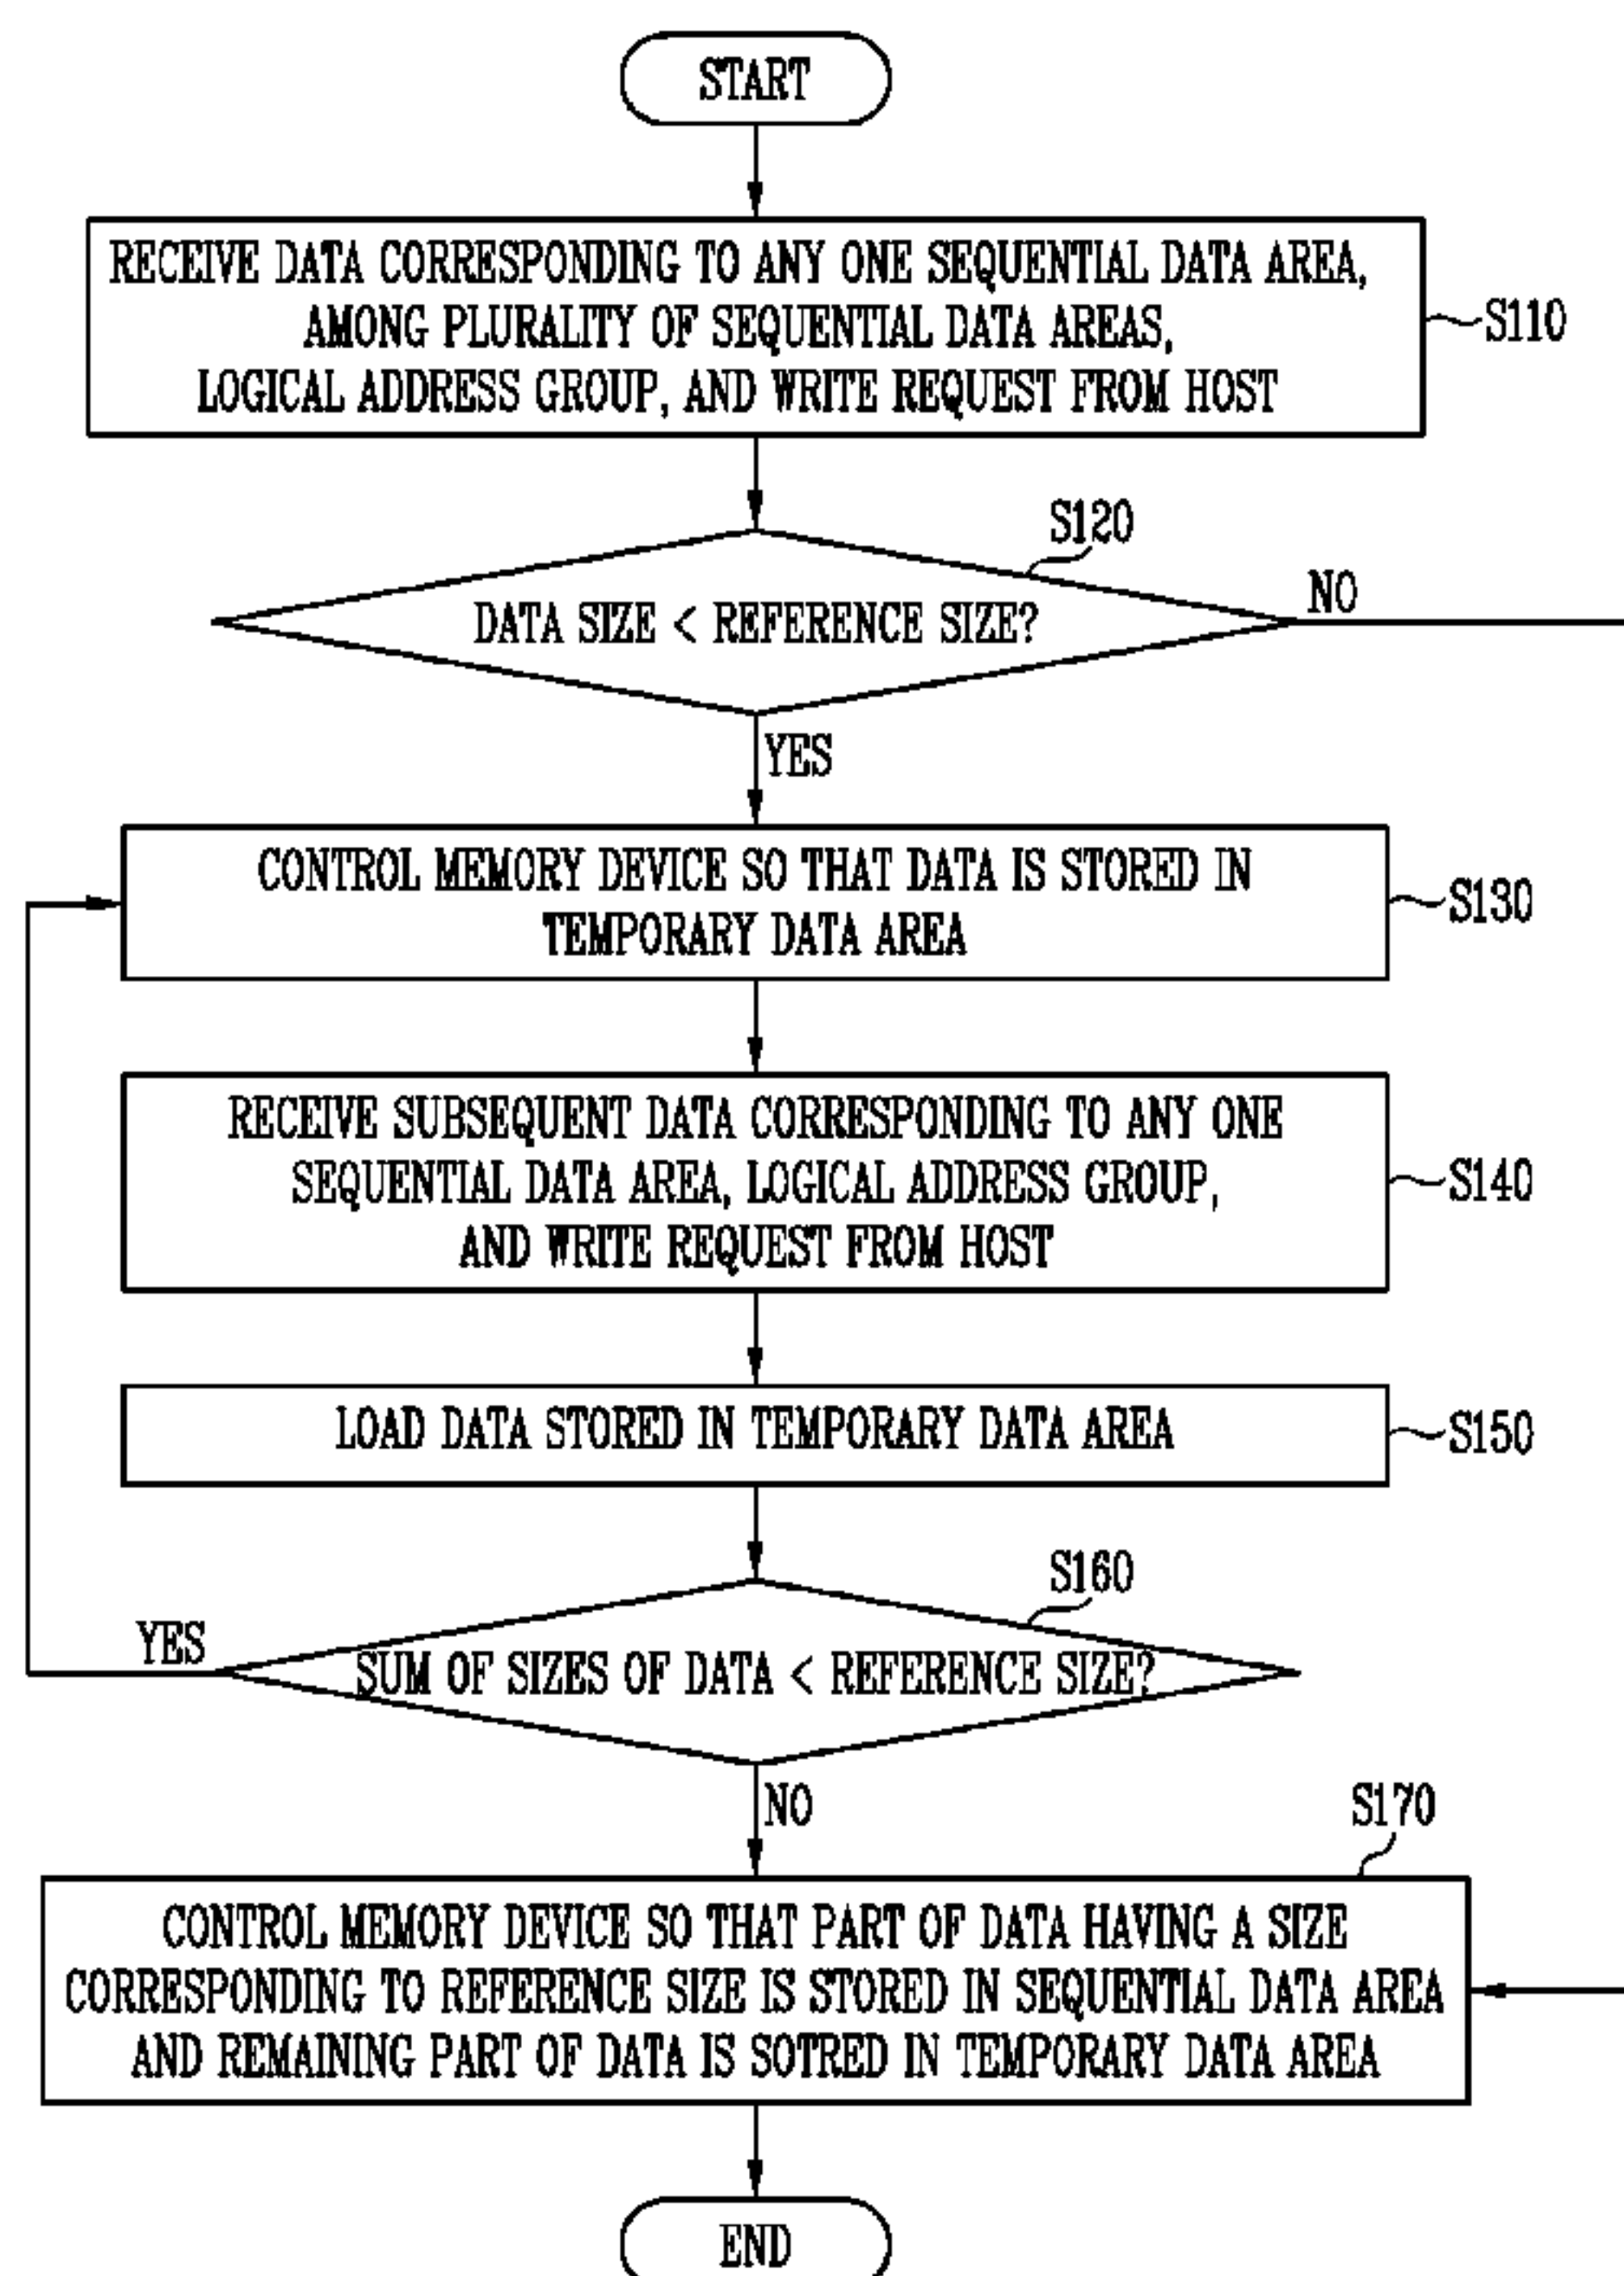 START
RECEIVE DATA CORRESPONDING TO ANY ONE SEQUENTIAL DATA AREA,
AMONG PLURALITY OF SEQUENTIAL DATA AREAS,
LOGICAL ADDRESS GROUP, AND WRITE REQUEST FROM HOST
S110
S120
DATA SIZE < REFERENCE SIZE?
NO
YES
CONTROL MEMORY DEVICE SO THAT DATA IS STORED IN
TEMPORARY DATA AREA
S130
RECEIVE SUBSEQUENT DATA CORRESPONDING TO ANY ONE
SEQUENTIAL DATA AREA, LOGICAL ADDRESS GROUP,
AND WRITE REQUEST FROM HOST
S140
LOAD DATA STORED IN TEMPORARY DATA AREA
S150
S160
YES
SUM OF SIZES OF DATA < REFERENCE SIZE?
NO
S170
CONTROL MEMORY DEVICE SO THAT PART OF DATA HAVING A SIZE
CORRESPONDING TO REFERENCE SIZE IS STORED IN SEQUENTIAL DATA AREA
AND REMAINING PART OF DATA IS SOTRED IN TEMPORARY DATA AREA
END